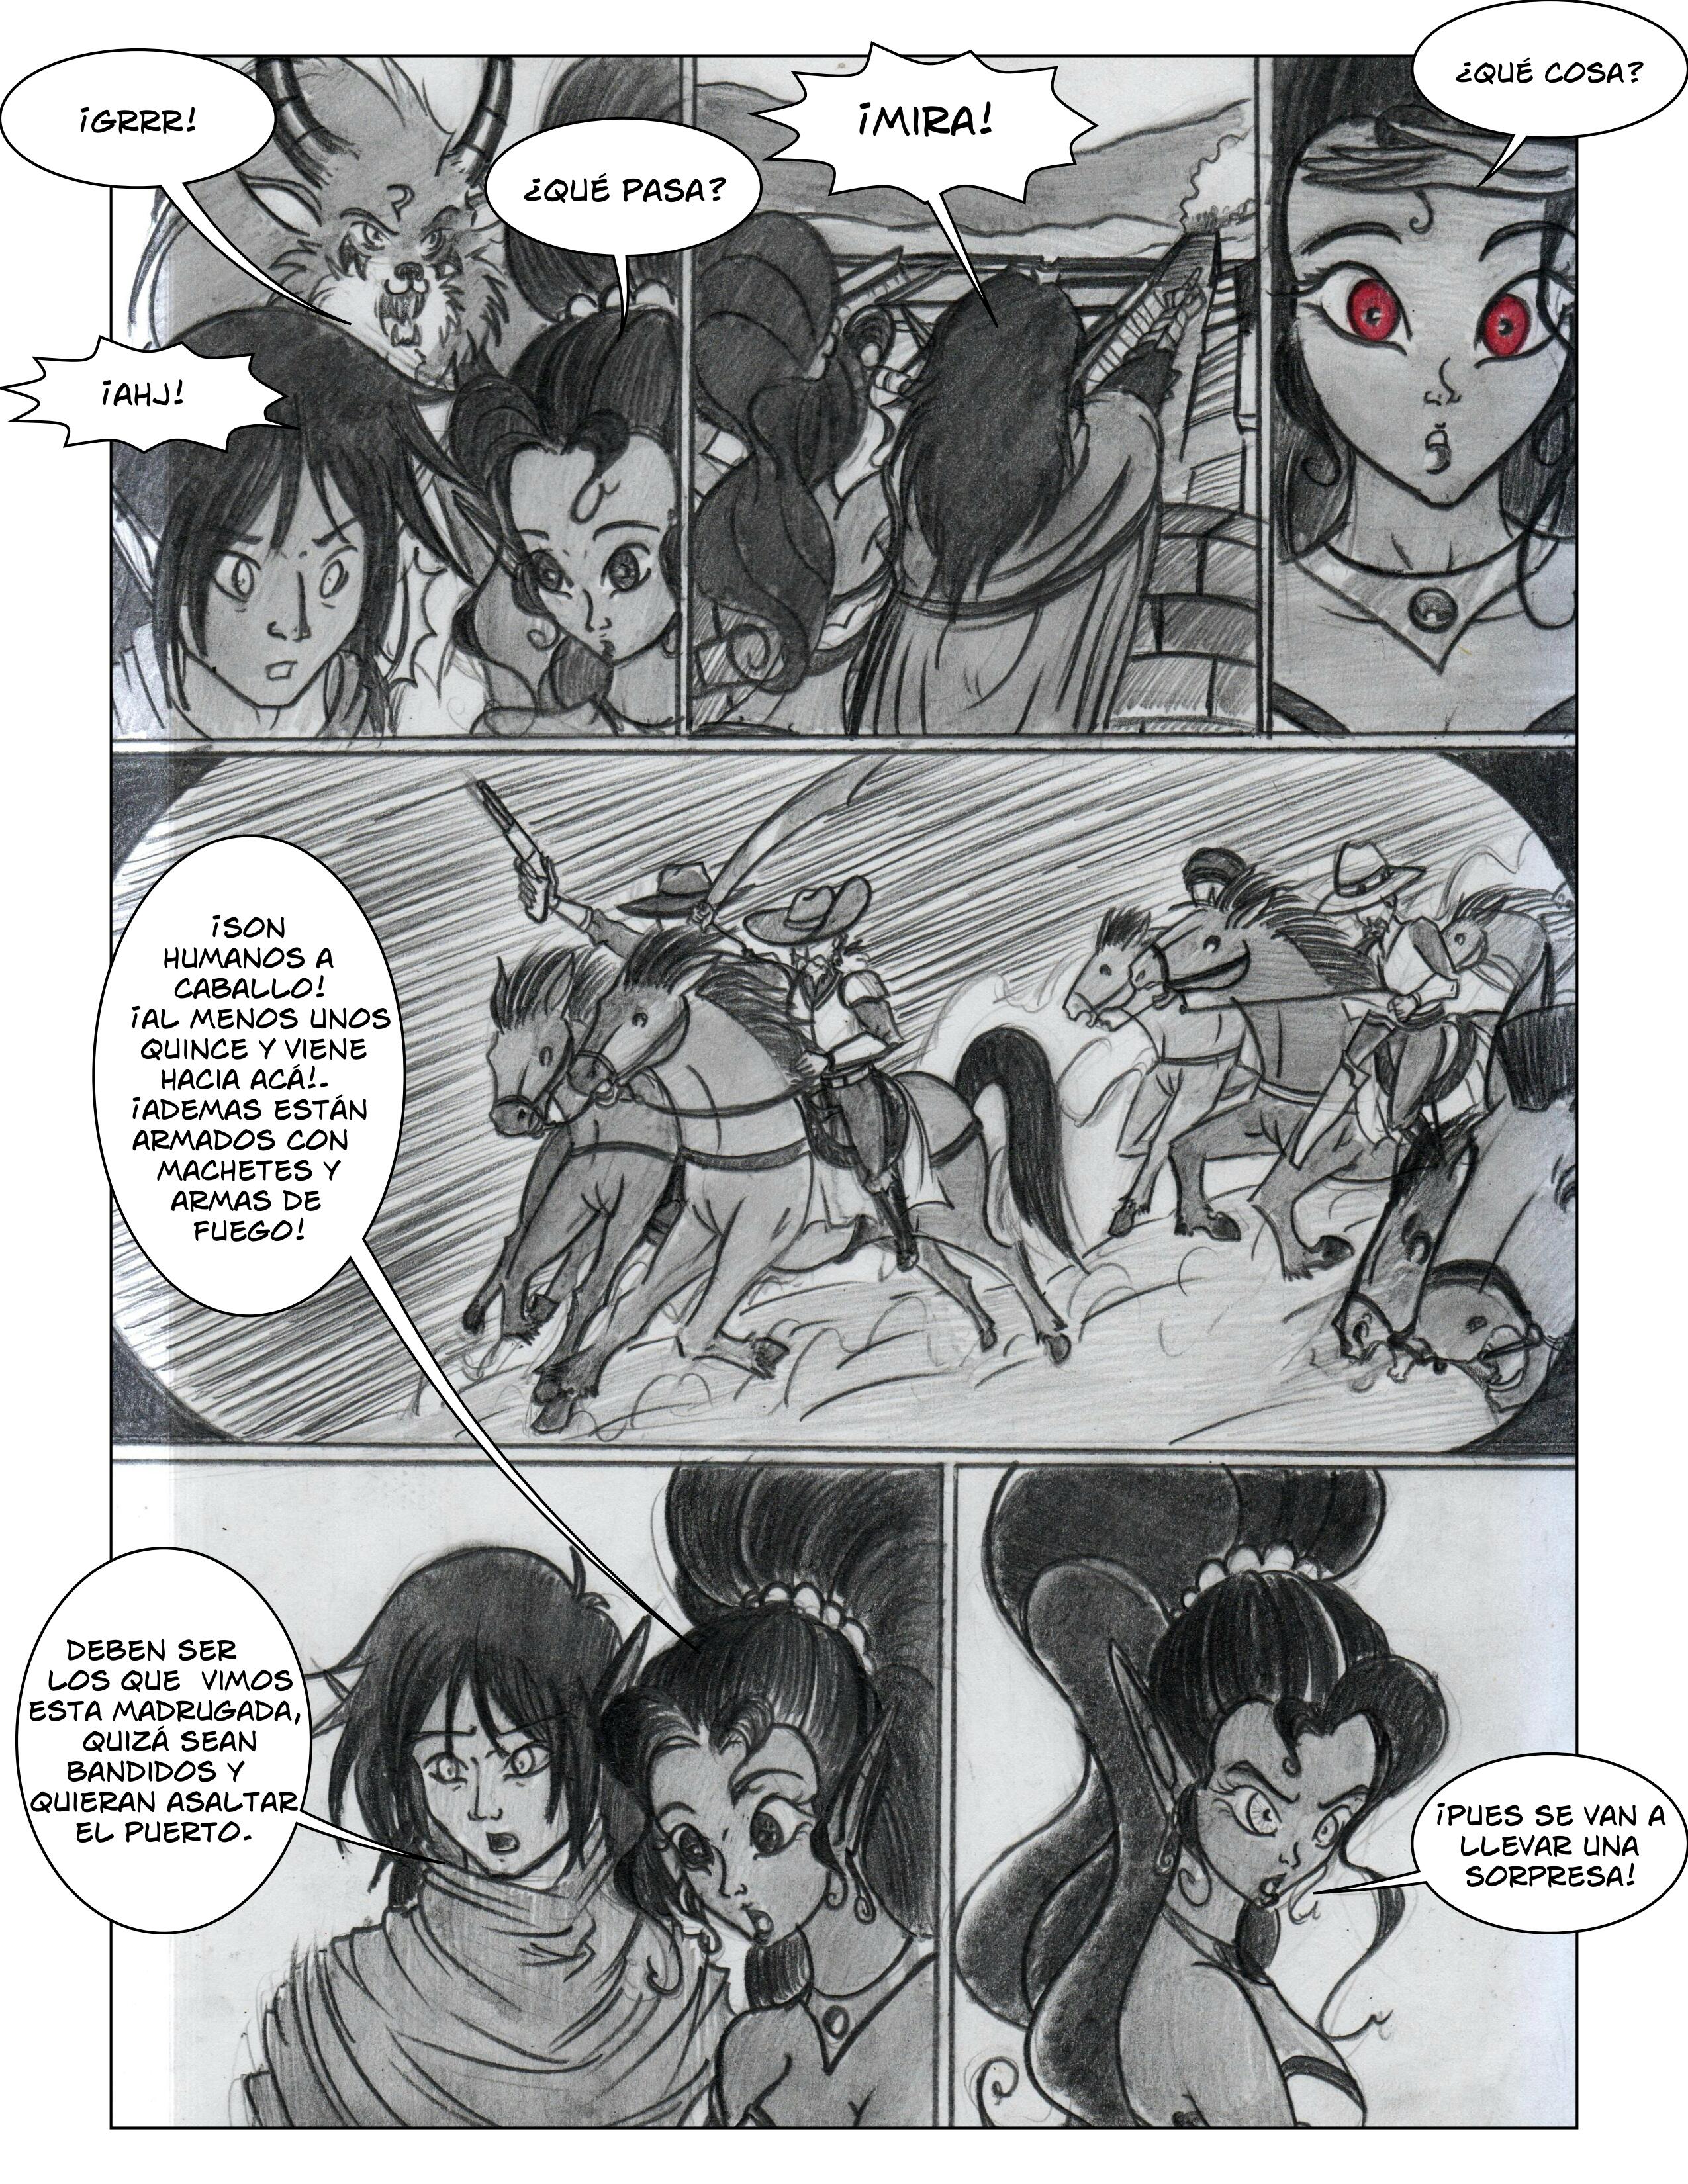 ¡GRRR!
¿QUÉ PASA?
¡AHJ!
¡MIRA!
¿QUÉ COSA?
¡SON
HUMANOS A
CABALLO!
¡AL MENOS UNOS
QUINCE Y VIENE
HACIA ACÁ!.
¡ADEMAS ESTÁN
ARMADOS CON
MACHETES Y
ARMAS DE
FUEGO!
DEBEN SER
LOS QUE VIMOS
ESTA MADRUGADA,
QUIZÁ SEAN
BANDIDOS Y
QUIERAN ASALTAR
EL PUERTO.
¡PUES SE VAN A
LLEVAR UNA
SORPRESA!